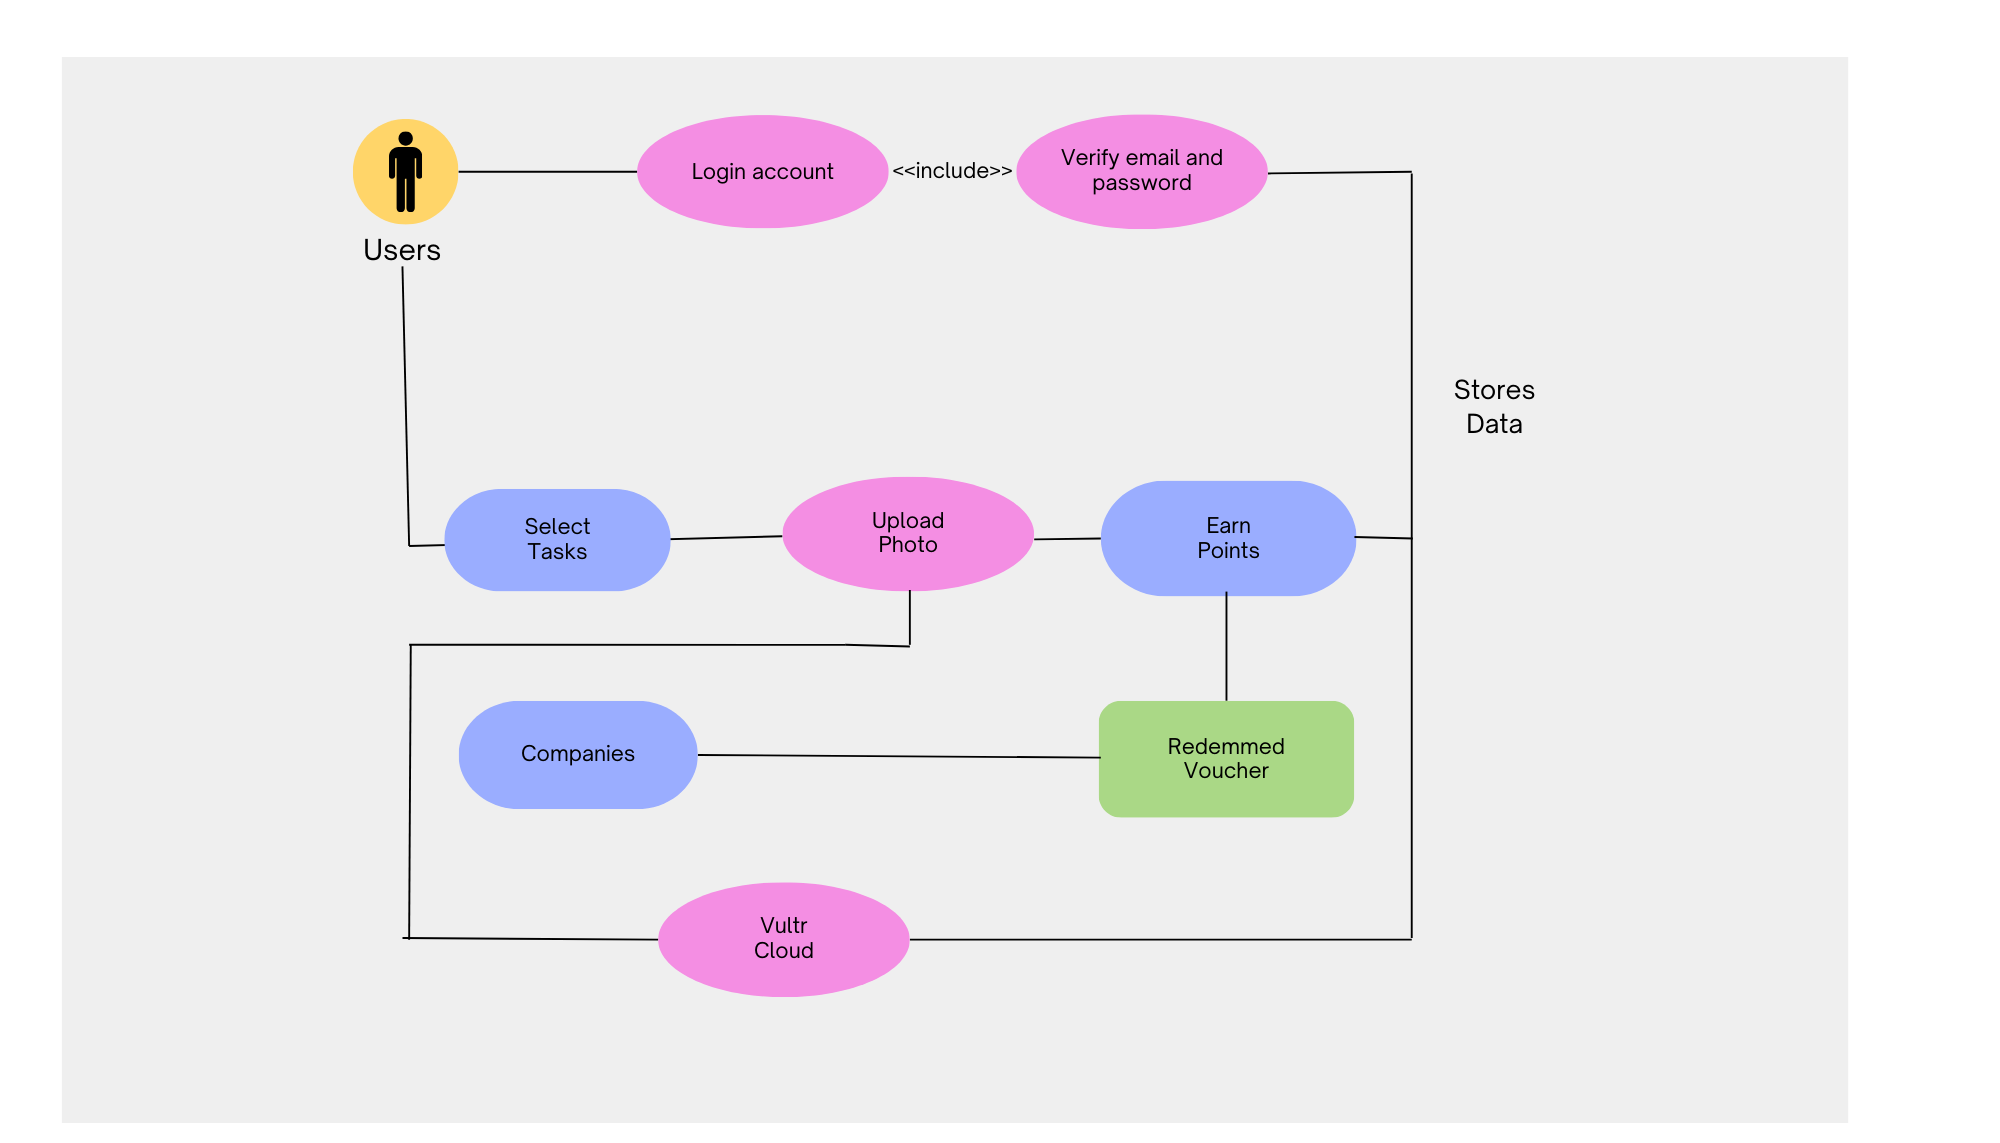 Login account
<<include>>
Verify email and
password
Users
Stores
Data
Select
Tasks
Upload
Photo
Earn
Points
Companies
Redemmed
Voucher
Vultr
Cloud